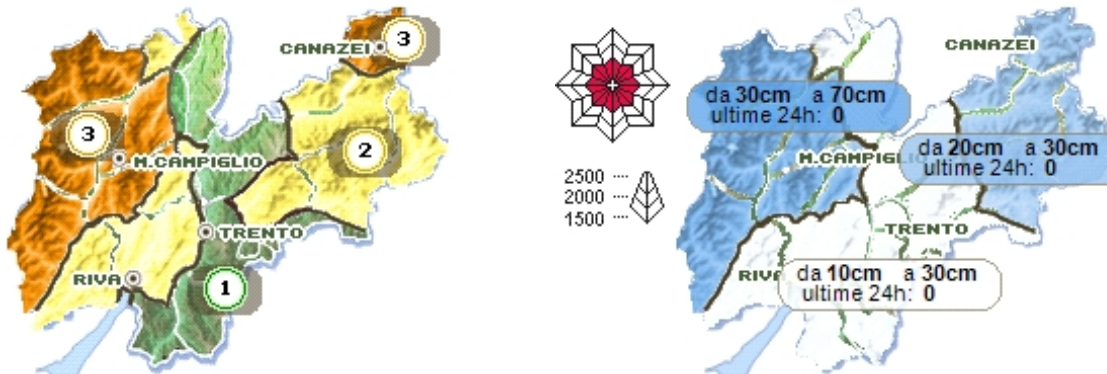 CANAZEI
3
3
M.CAMPIGLIO
2
TRENTO
RIVA
1
2500
2000
1500
CANAZEI
da 30cm a 70cm
ultime 24h: 0
M.CAMPIGLIO
da 20cm a 30cm
ultime 24h: 0
TRENTO
RIVA
da 10cm a 30cm
ultime 24h: 0